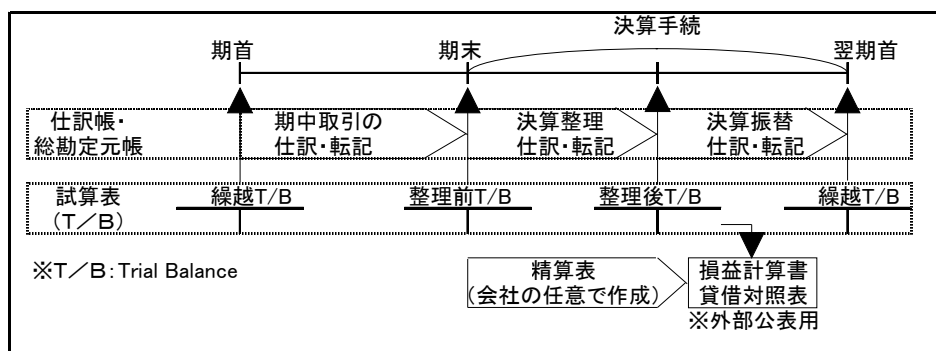 決算手続
期首
期末
翌期首
仕訳帳・
総勘定元帳
期中取引の
仕訳・転記
決算整理
仕訳・転記
決算振替
仕訳・転記
試算表
(T/B)
繰越T/B
整理前T/B
整理後T/B
繰越T/B
※T/B:Trial Balance
精算表
(会社の任意で作成)
損益計算書
貸借対照表
※外部公表用